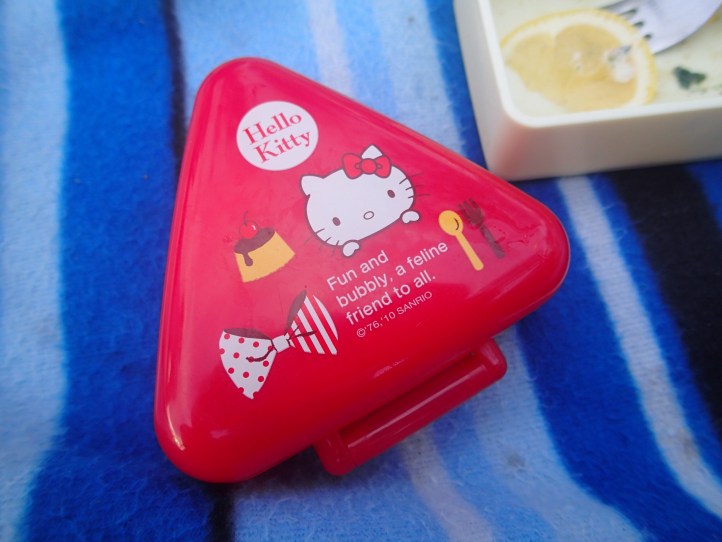 Hello
Kitty
Fun and
bubbly, a feline
friend to all.
©'76,'10 SANRIO